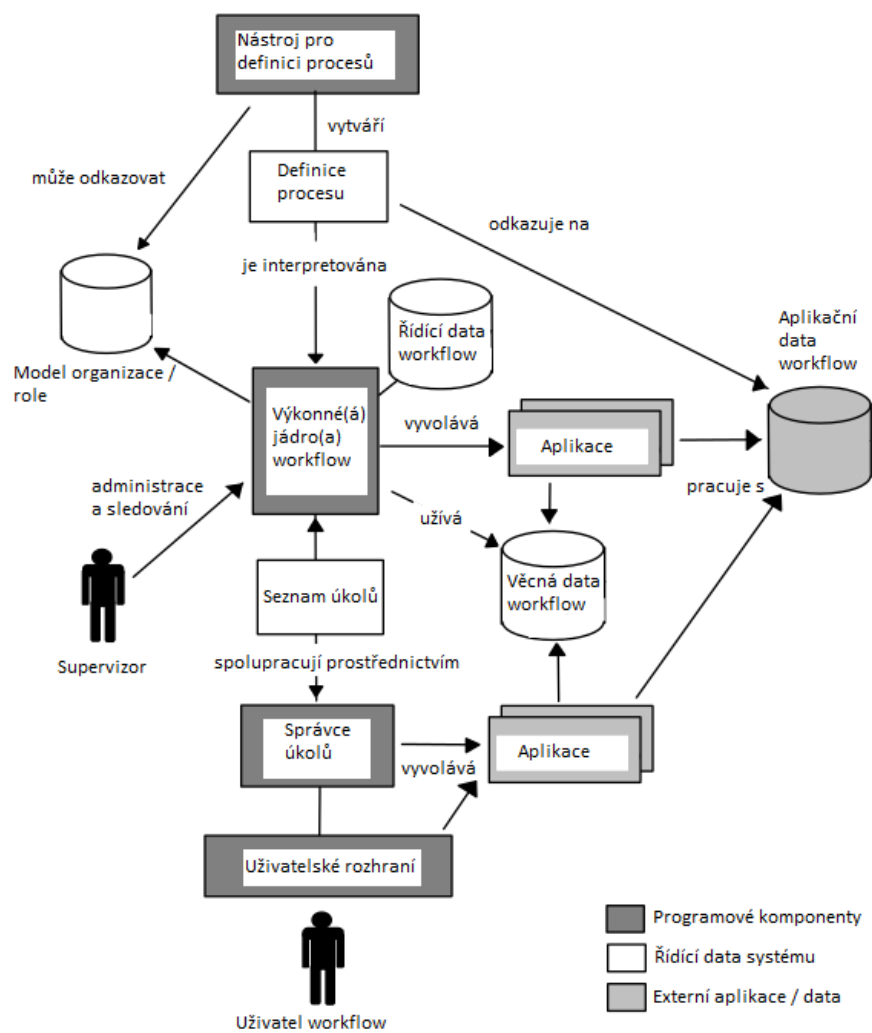 Nástroj pro
definici procesů
vytváří
Definice
procesu
může odkazovat
odkazuje na
je interpretována
Řídící data
workflow
Aplikační
data
workflow
Model organizace /
role
Výkonné(á)
jádro(a)
workflow
vyvolává
Aplikace
pracuje s
administrace
a sledování
užívá
Věcná data
workflow
Seznam úkolů
Supervizor
spolupracují prostřednictvím
Správce
úkolů
vyvolává
Aplikace
Uživatelské rozhraní
Programové komponenty
Řídící data systému
Externí aplikace / data
Uživatel workflow